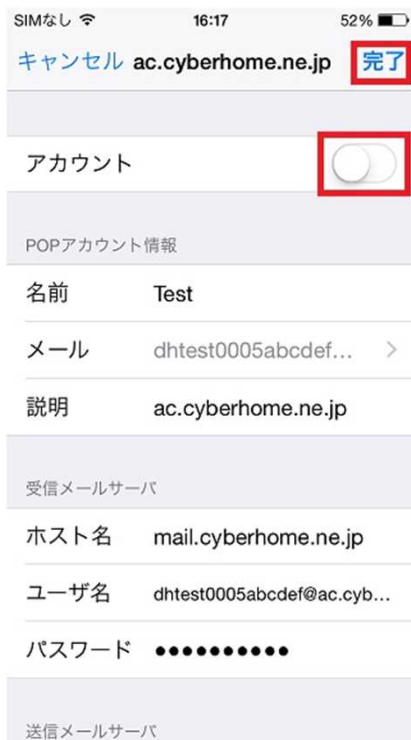 SIMなし 16:17 52%
キャンセル ac.cyberhome.ne.jp 完了
アカウント
POPアカウント情報
名前 Test
メール dhtest0005abcdef...
説明 ac.cyberhome.ne.jp
受信メールサーバ
ホスト名 mail.cyberhome.ne.jp
ユーザ名 dhtest0005abcdef@ac.cyb...
パスワード ●●●●●●●●●●
送信メールサーバ